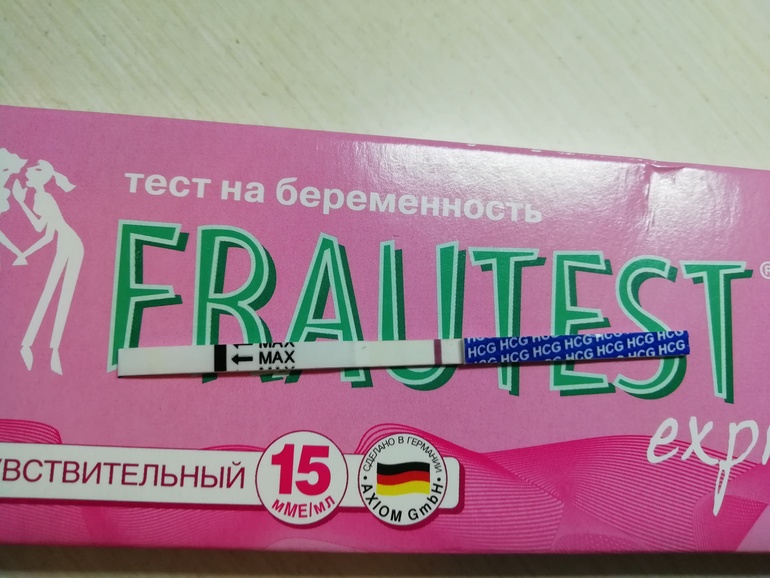 тест на беременность
FRAUTEST®
MAX
MAX
HCG HCG HCG HCG HCG HCG HCG
HCG HCG HCG HCG HCG HCG HCG
expr
УВСТВИТЕЛЬНЫЙ
15
мМЕ/мл
СДЕЛАНО В ГЕРМАНИИ
AXIOM GmbH